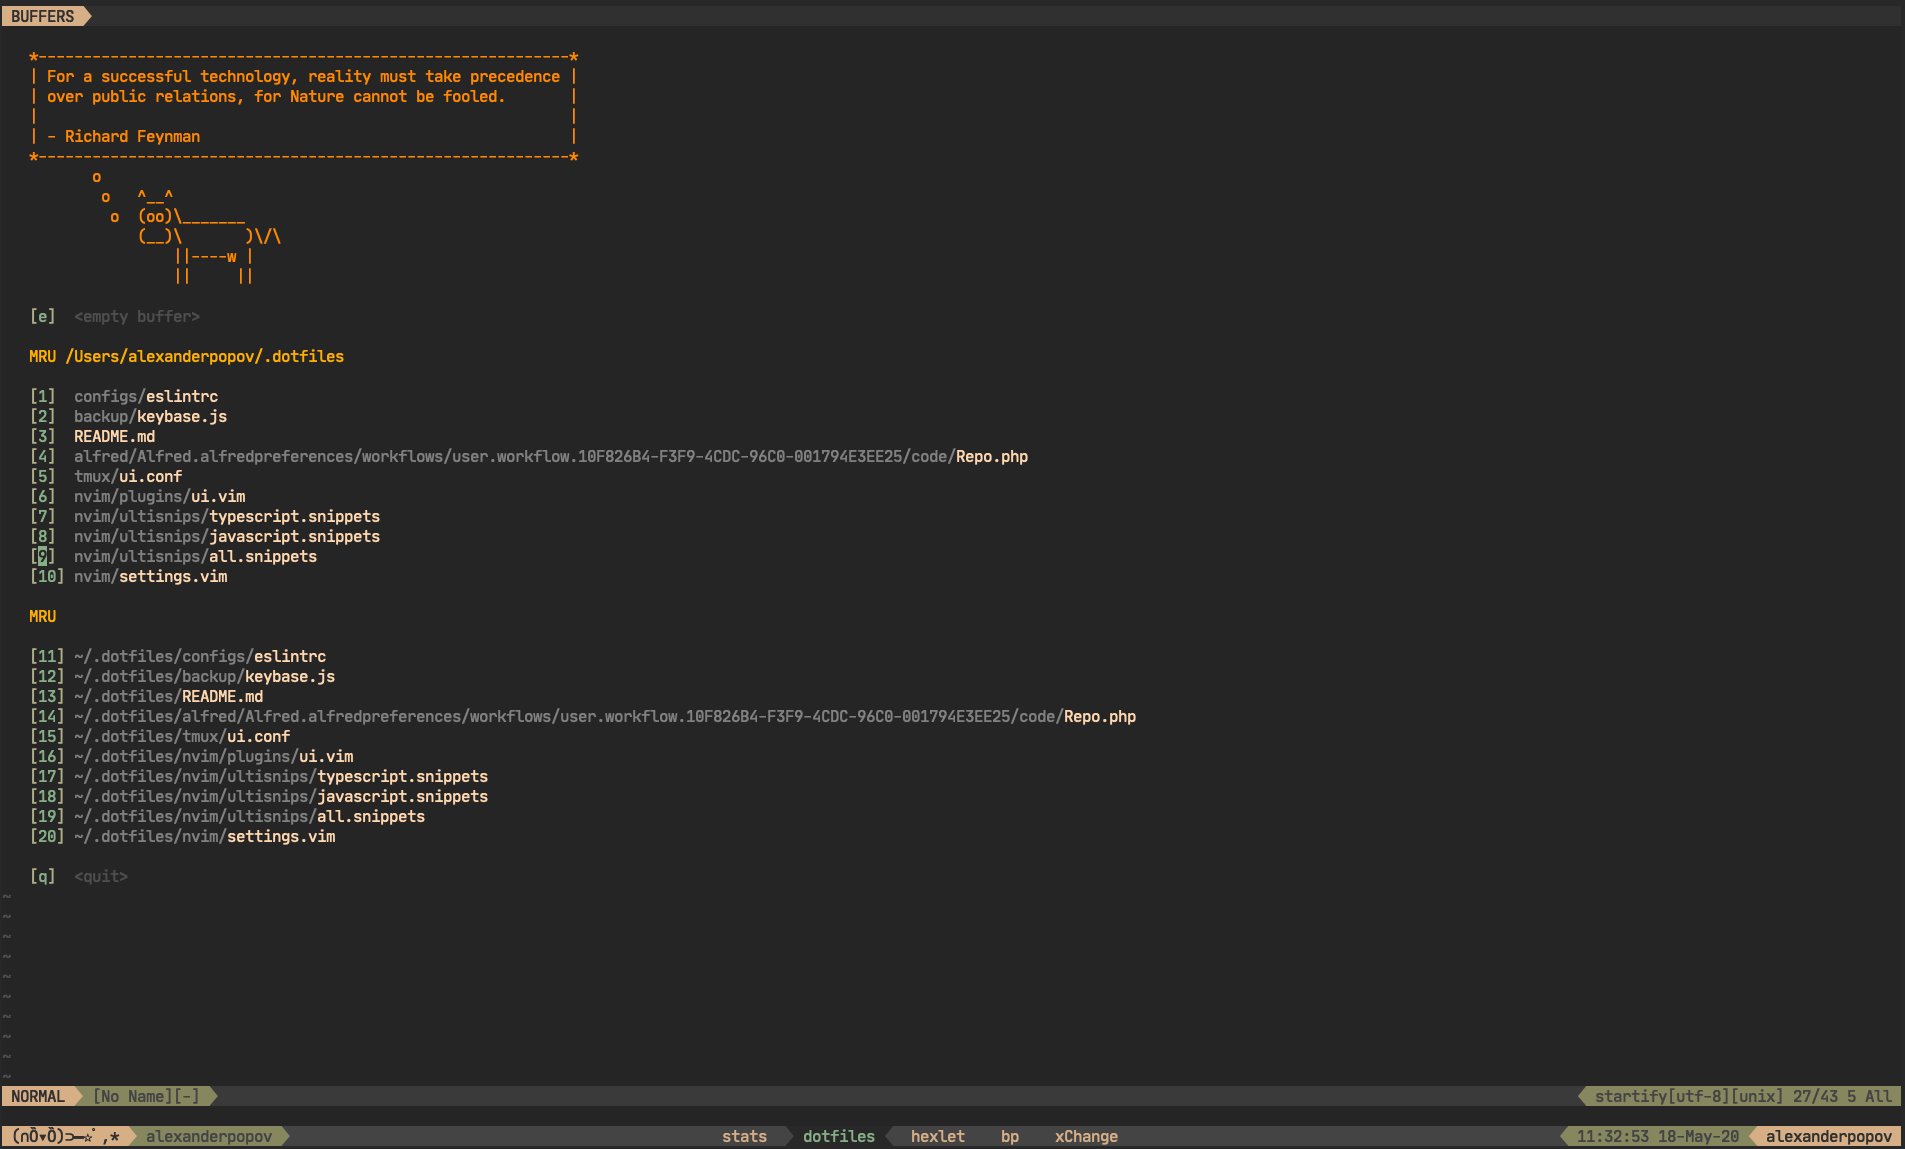 BUFFERS
*-----------------------------------------------------------*
| For a successful technology, reality must take precedence |
| over public relations, for Nature cannot be fooled.       |
|                                                           |
| - Richard Feynman                                         |
*-----------------------------------------------------------*
       o
        o   ^__^
         o  (oo)\_______
            (__)\       )\/\
                ||----w |
                ||     ||
[e]  <empty buffer>
MRU /Users/alexanderpopov/.dotfiles
[1]  configs/eslintrc
[2]  backup/keybase.js
[3]  README.md
[4]  alfred/Alfred.alfredpreferences/workflows/user.workflow.10F826B4-F3F9-4CDC-96C0-001794E3EE25/code/Repo.php
[5]  tmux/ui.conf
[6]  nvim/plugins/ui.vim
[7]  nvim/ultisnips/typescript.snippets
[8]  nvim/ultisnips/javascript.snippets
[9]  nvim/ultisnips/all.snippets
[10] nvim/settings.vim
MRU
[11] ~/.dotfiles/configs/eslintrc
[12] ~/.dotfiles/backup/keybase.js
[13] ~/.dotfiles/README.md
[14] ~/.dotfiles/alfred/Alfred.alfredpreferences/workflows/user.workflow.10F826B4-F3F9-4CDC-96C0-001794E3EE25/code/Repo.php
[15] ~/.dotfiles/tmux/ui.conf
[16] ~/.dotfiles/nvim/plugins/ui.vim
[17] ~/.dotfiles/nvim/ultisnips/typescript.snippets
[18] ~/.dotfiles/nvim/ultisnips/javascript.snippets
[19] ~/.dotfiles/nvim/ultisnips/all.snippets
[20] ~/.dotfiles/nvim/settings.vim
[q]  <quit>
~
~
~
~
~
~
~
~
~
~
NORMAL [No Name][-] startify[utf-8][unix] 27/43 5 All
(∩Ȍ▾Ȍ)⊃━☆ﾟ.* alexanderpopov stats dotfiles hexlet bp xChange 11:32:53 18-May-20 alexanderpopov